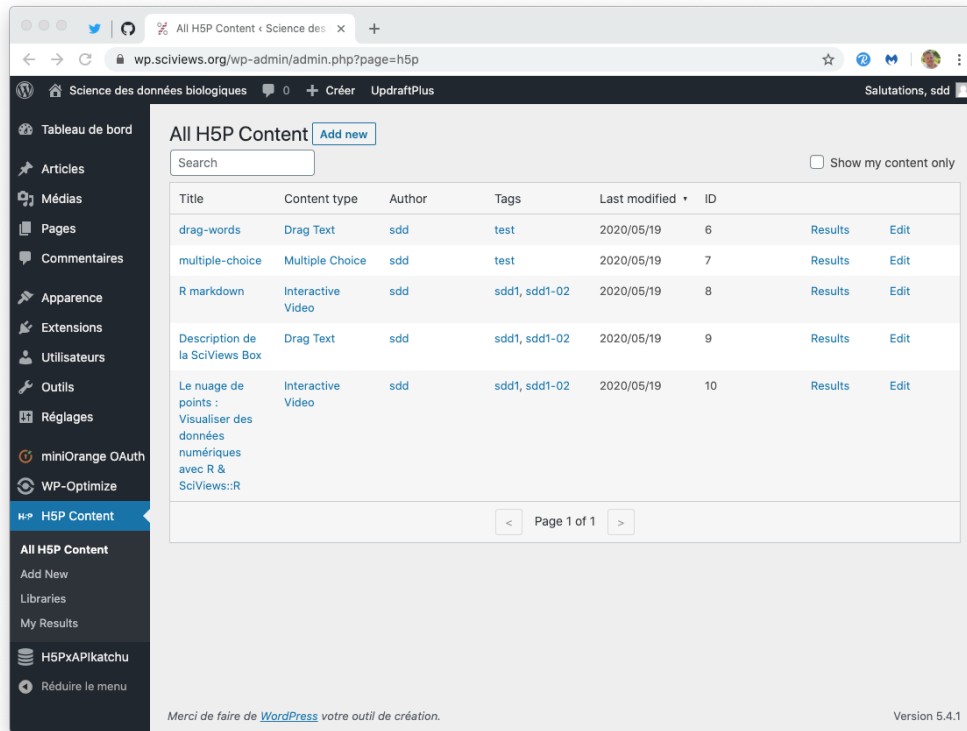 All H5P Content ‹ Science des
wp.sciviews.org/wp-admin/admin.php?page=h5p
Science des données biologiques 0 + Créer UpdraftPlus Salutations, sdd
Tableau de bord
Articles
Médias
Pages
Commentaires
Apparence
Extensions
Utilisateurs
Outils
Réglages
miniOrange OAuth
WP-Optimize
H5P H5P Content
All H5P Content
Add New
Libraries
My Results
H5PxAPIkatchu
Réduire le menu
All H5P Content Add new
Search
Show my content only
Title Content type Author Tags Last modified ID
drag-words Drag Text sdd test 2020/05/19 6 Results Edit
multiple-choice Multiple Choice sdd test 2020/05/19 7 Results Edit
R markdown Interactive sdd sdd1, sdd1-02 2020/05/19 8 Results Edit
Video
Description de Drag Text sdd sdd1, sdd1-02 2020/05/19 9 Results Edit
la SciViews Box
Le nuage de Interactive sdd sdd1, sdd1-02 2020/05/19 10 Results Edit
points : Video
Visualiser des
données
numériques
avec R &
SciViews::R
< Page 1 of 1 >
Merci de faire de WordPress votre outil de création. Version 5.4.1